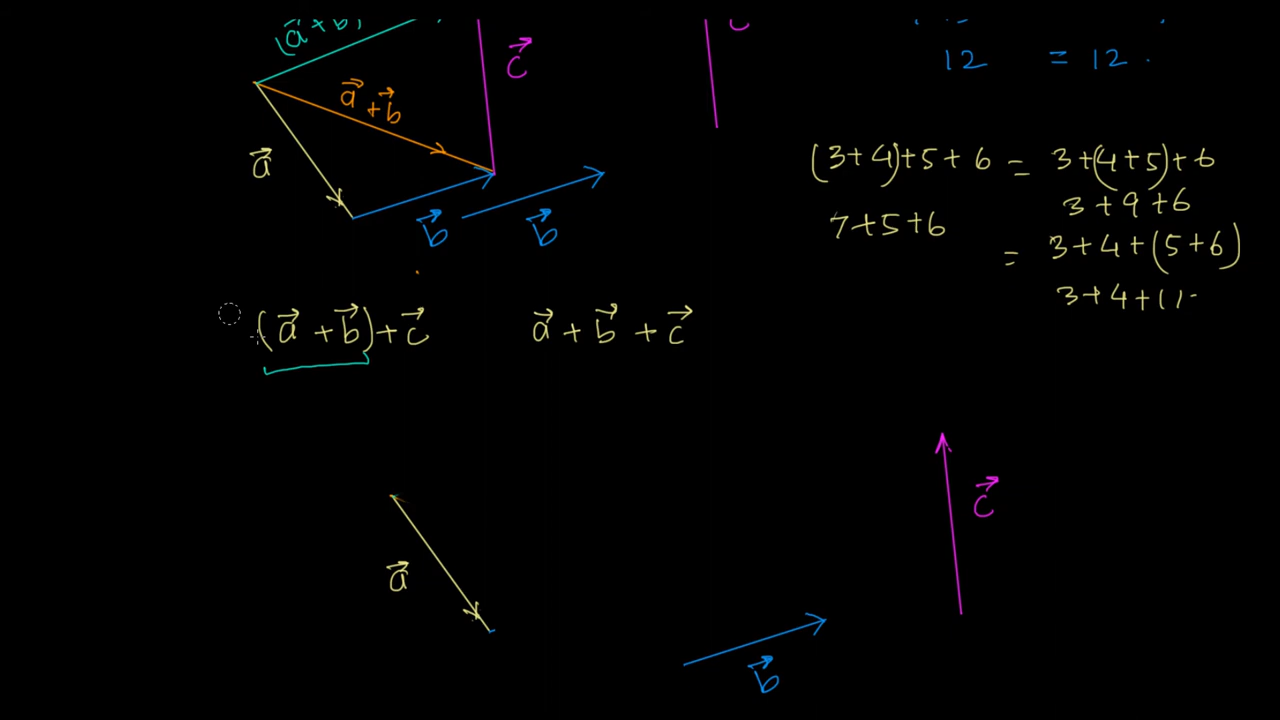 (a⃗ + b⃗)
c⃗
12 = 12 .
a⃗ + b⃗
a⃗
b⃗
b⃗
(3+4)+5+6 = 3+(4+5)+6
3+9+6
7+5+6
= 3+4+(5+6)
3+4+11
(a⃗ + b⃗) + c⃗
a⃗ + b⃗ + c⃗
a⃗
b⃗
c⃗